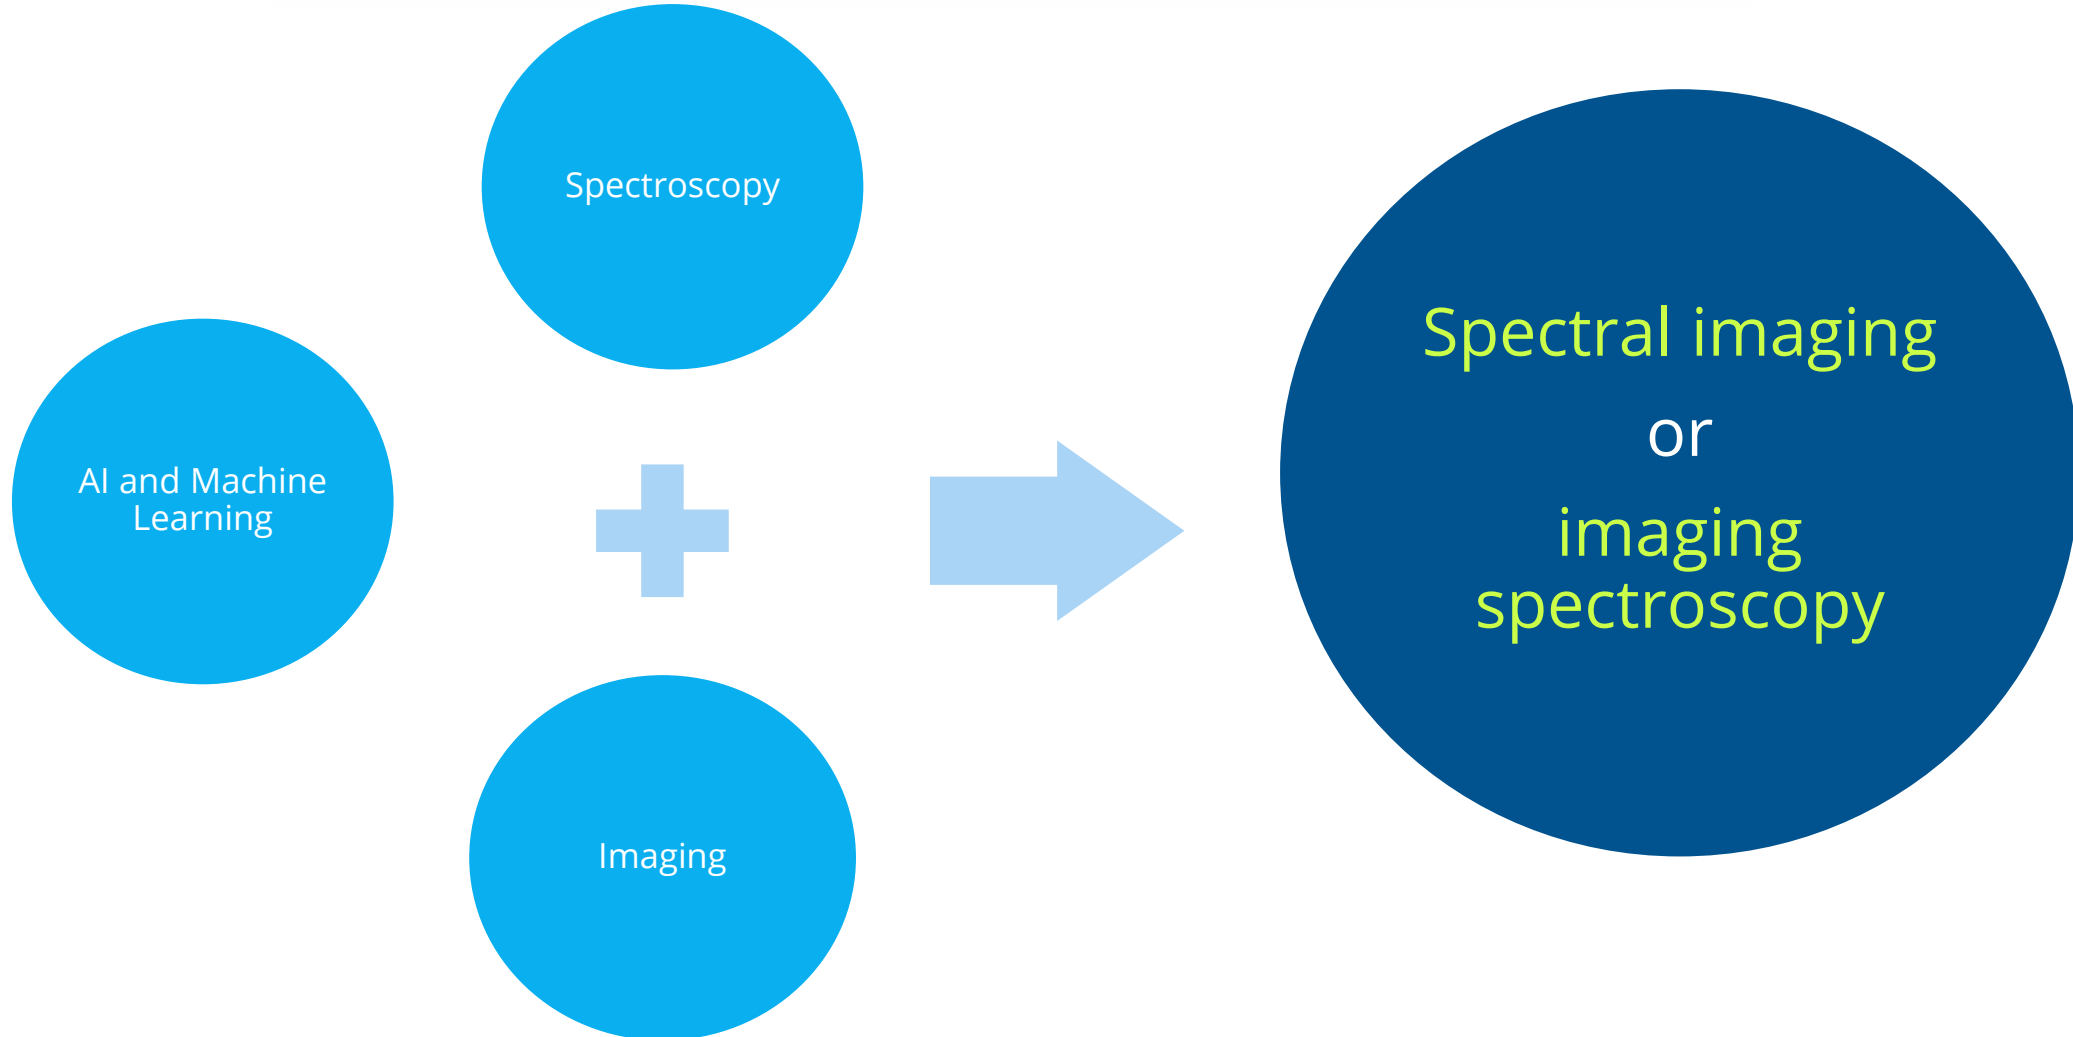 Spectroscopy
AI and Machine
Learning
Imaging
Spectral imaging
or
imaging
spectroscopy